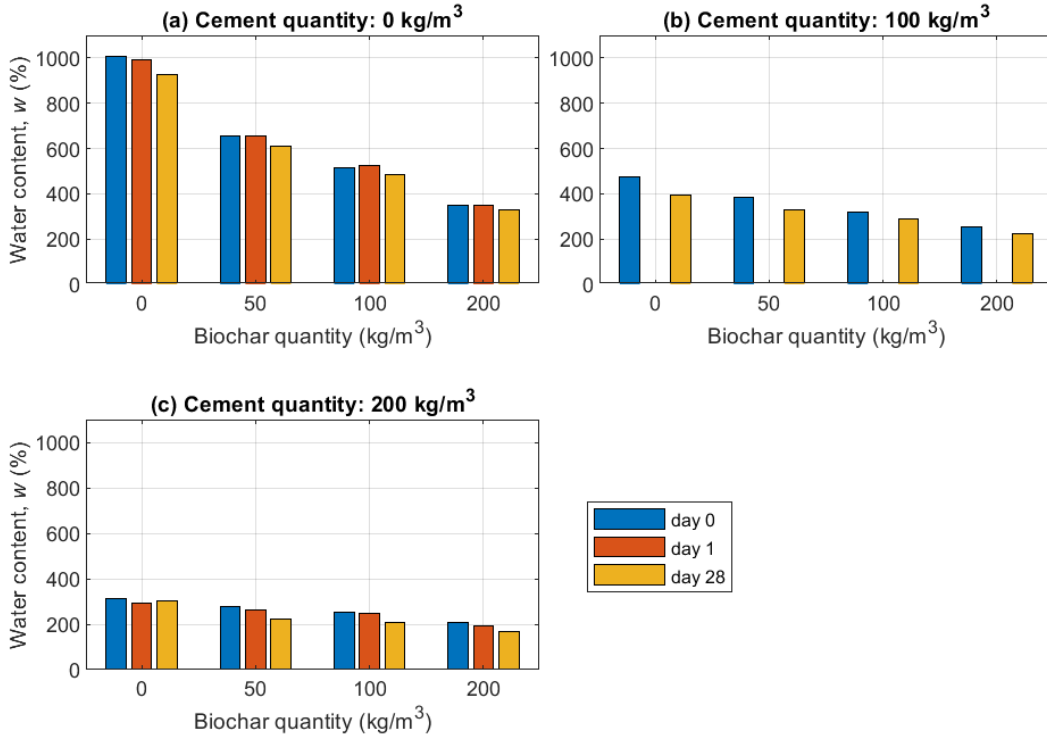 (a) Cement quantity: 0 kg/m³
Water content, w (%)
1000
800
600
400
200
0
0 50 100 200
Biochar quantity (kg/m³)
(b) Cement quantity: 100 kg/m³
1000
800
600
400
200
0
0 50 100 200
Biochar quantity (kg/m³)
(c) Cement quantity: 200 kg/m³
Water content, w (%)
1000
800
600
400
200
0
0 50 100 200
Biochar quantity (kg/m³)
day 0
day 1
day 28